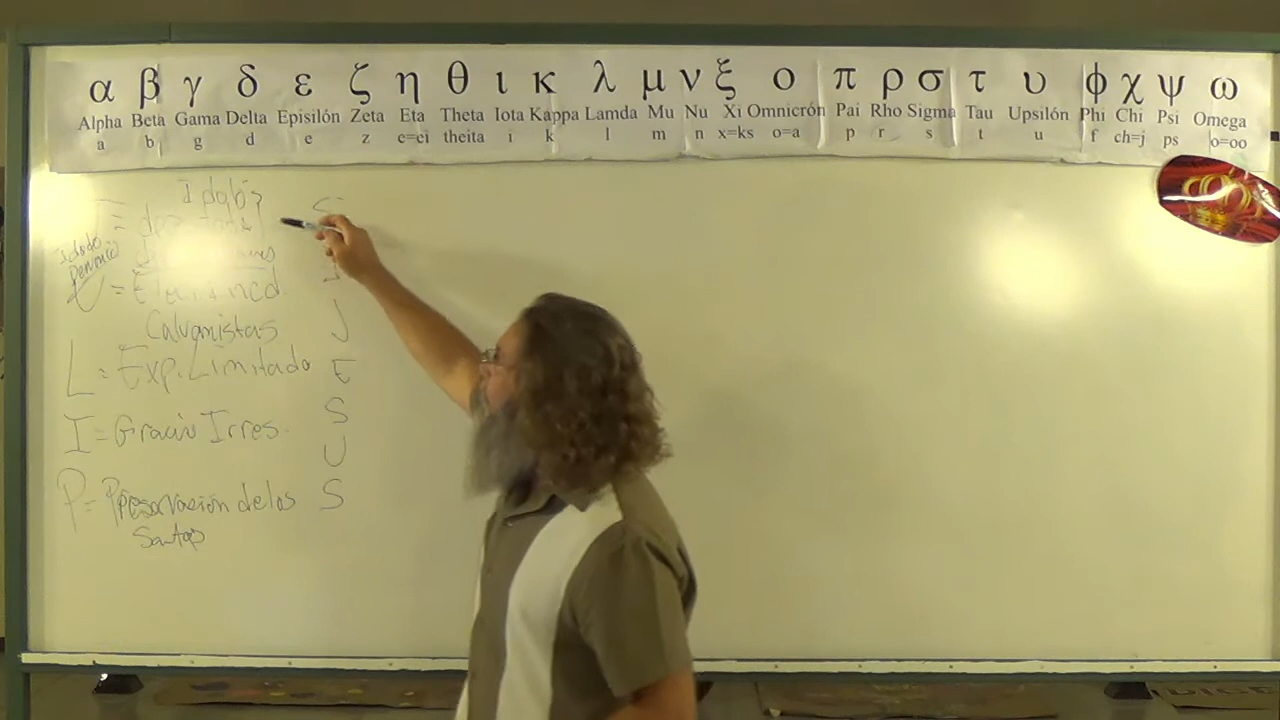 α β γ δ ε ζ η θ ι κ λ μ ν ξ ο π ρ σ τ υ φ χ ψ ω
Alpha Beta Gama Delta Episilón Zeta Eta Theta Iota Kappa Lamda Mu Nu Xi Omnicrón Pai Rho Sigma Tau Upsilón Phi Chi Psi Omega
a b g d e z e=ei theita i k l m n x=ks o=a p r s t u f ch=j ps o=oo
Calvanistas
L = Exp. Limitado
I = Gracia Irres.
P = Preservación de los
Santos
J
E
S
U
S